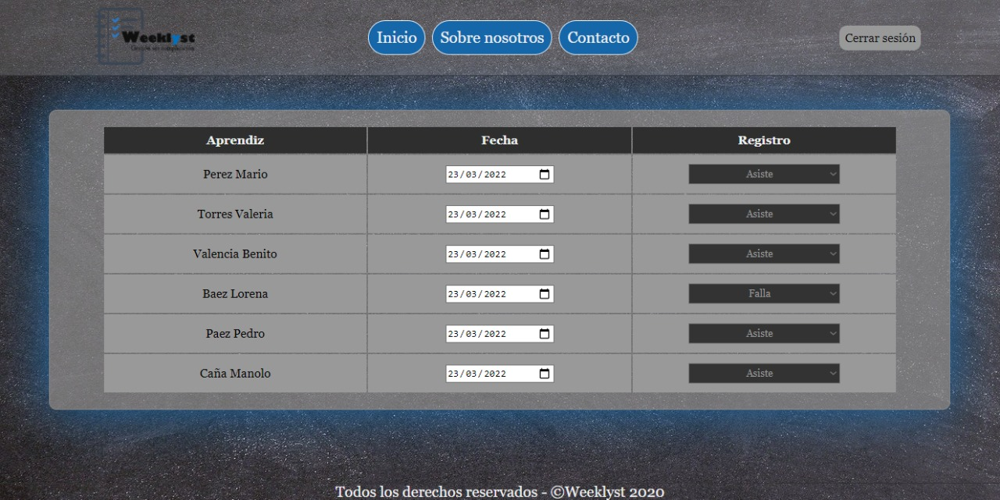 Weeklyst
Inicio Sobre nosotros Contacto Cerrar sesión
Aprendiz Fecha Registro
Perez Mario 23/03/2022 Asiste
Torres Valeria 23/03/2022 Asiste
Valencia Benito 23/03/2022 Asiste
Baez Lorena 23/03/2022 Falla
Paez Pedro 23/03/2022 Asiste
Caña Manolo 23/03/2022 Asiste
Todos los derechos reservados - ©Weeklyst 2020